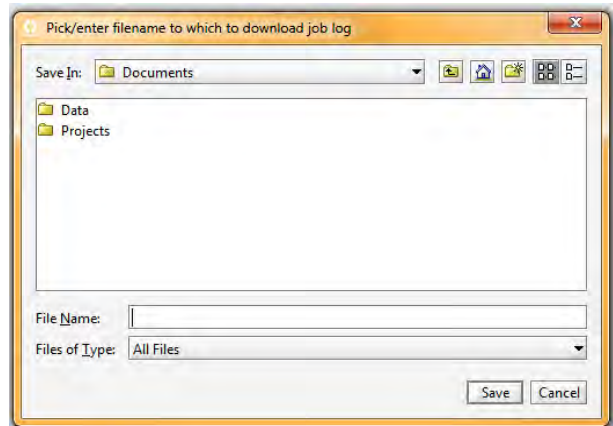 Pick/enter filename to which to download job log
Save In: Documents
Data
Projects
File Name:
Files of Type: All Files
Save Cancel